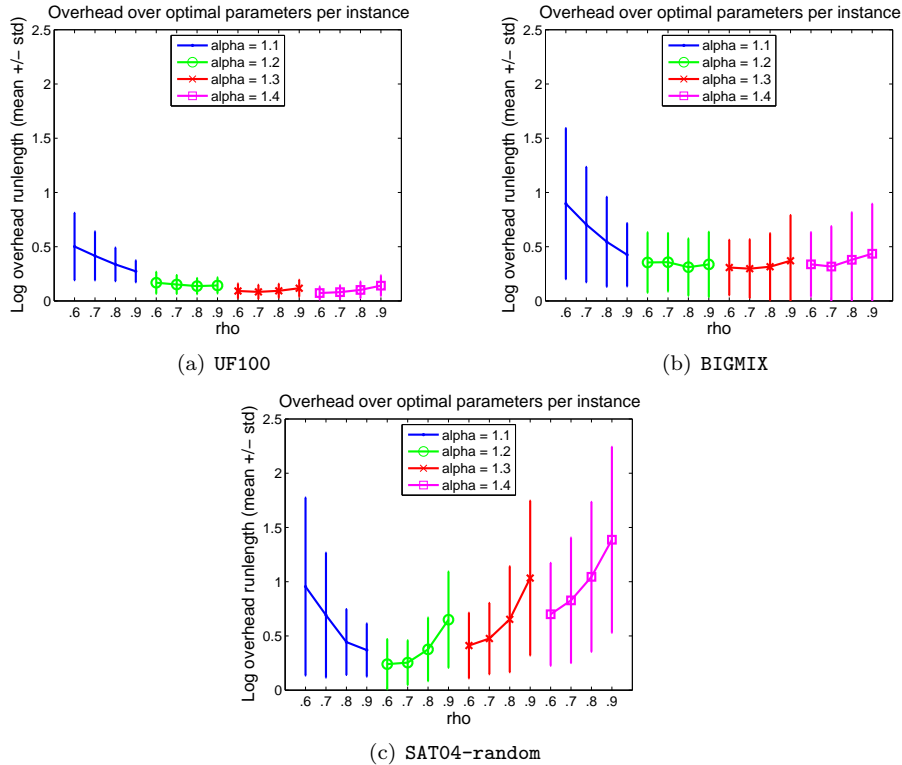 Overhead over optimal parameters per instance
Log overhead runlength (mean +/− std)
2.5
2
1.5
1
0.5
0
alpha = 1.1
alpha = 1.2
alpha = 1.3
alpha = 1.4
.6 .7 .8 .9 .6 .7 .8 .9 .6 .7 .8 .9 .6 .7 .8 .9
rho
(a) UF100
Overhead over optimal parameters per instance
Log overhead runlength (mean +/− std)
2.5
2
1.5
1
0.5
0
alpha = 1.1
alpha = 1.2
alpha = 1.3
alpha = 1.4
.6 .7 .8 .9 .6 .7 .8 .9 .6 .7 .8 .9 .6 .7 .8 .9
rho
(b) BIGMIX
Overhead over optimal parameters per instance
Log overhead runlength (mean +/− std)
2.5
2
1.5
1
0.5
0
alpha = 1.1
alpha = 1.2
alpha = 1.3
alpha = 1.4
.6 .7 .8 .9 .6 .7 .8 .9 .6 .7 .8 .9 .6 .7 .8 .9
rho
(c) SAT04-random